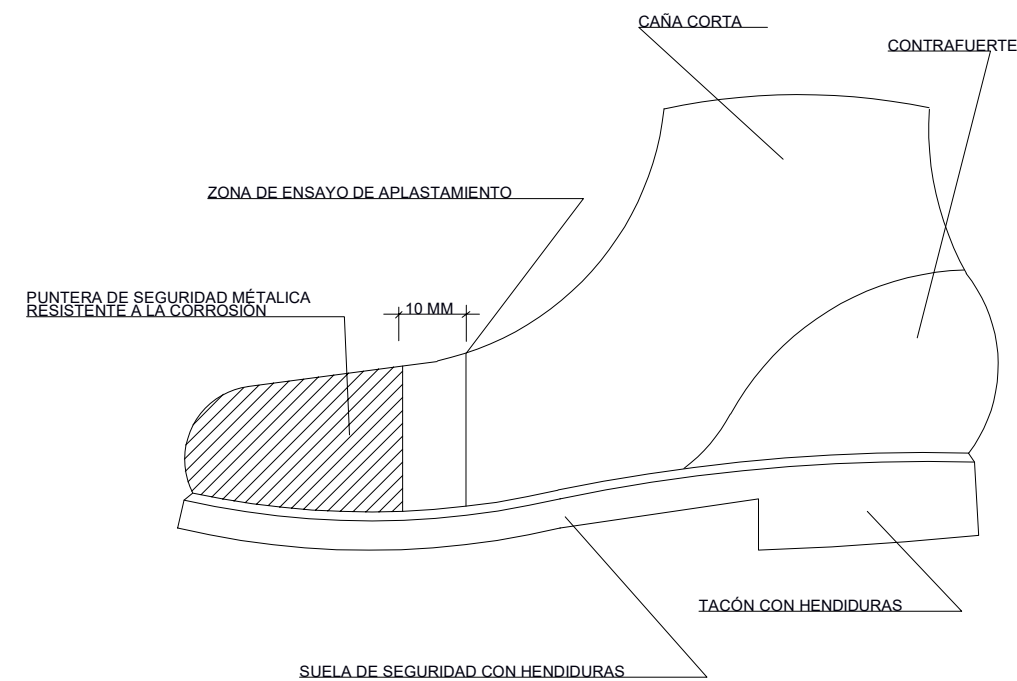 CAÑA CORTA
CONTRAFUERTE
ZONA DE ENSAYO DE APLASTAMIENTO
PUNTERA DE SEGURIDAD MÉTALICA
RESISTENTE A LA CORROSIÓN
10 MM
TACÓN CON HENDIDURAS
SUELA DE SEGURIDAD CON HENDIDURAS